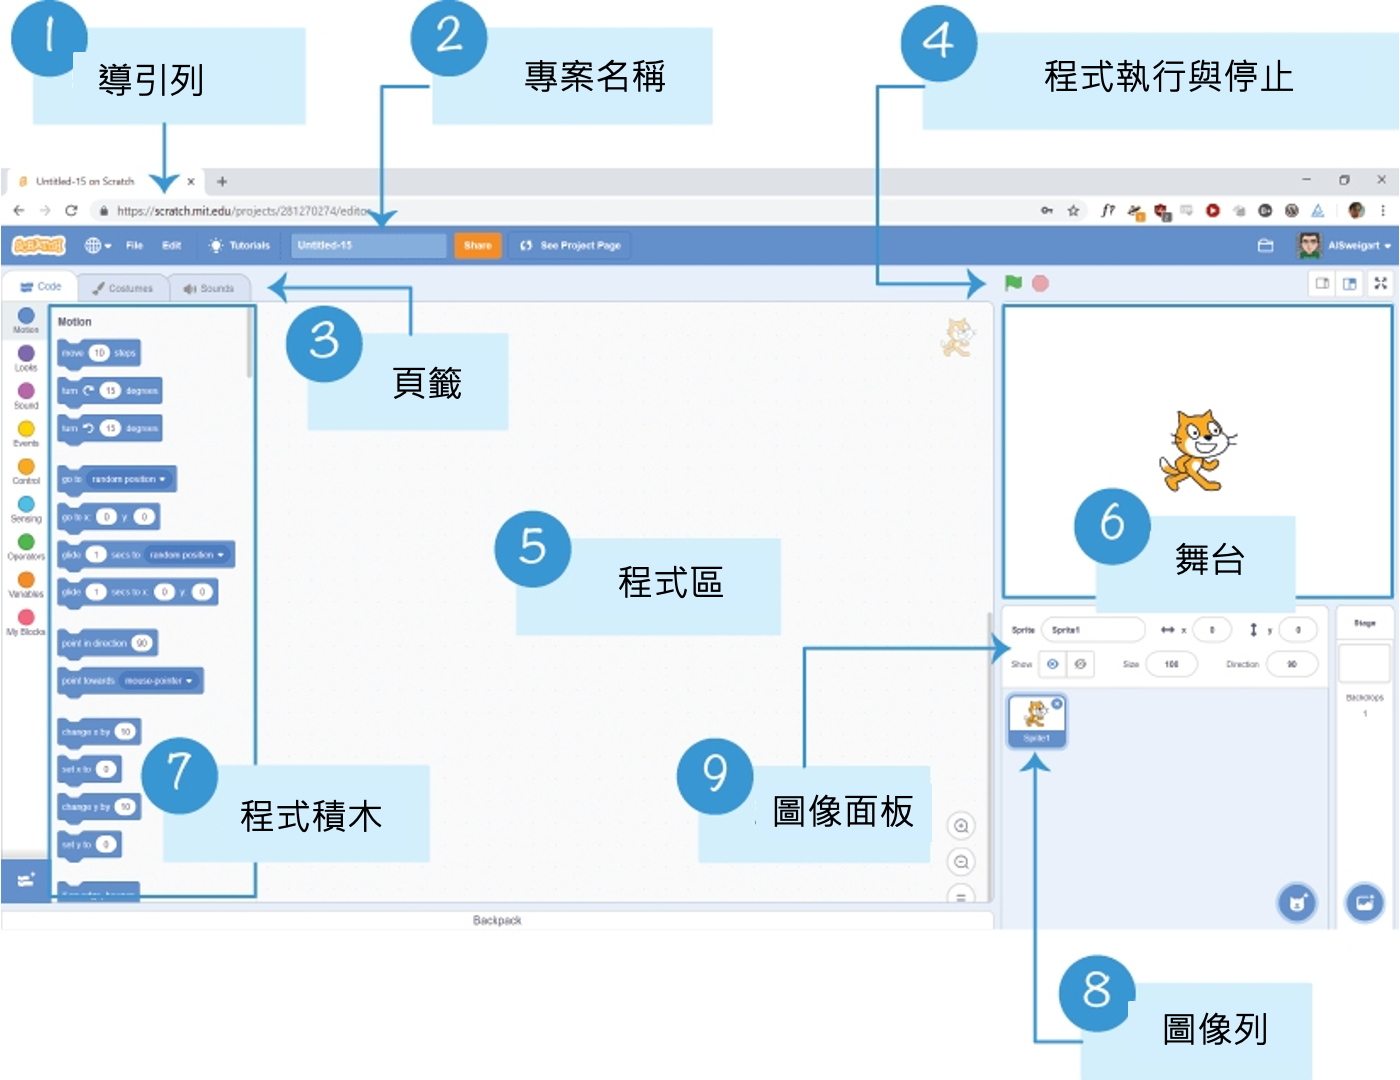 1
導引列
2
專案名稱
4
程式執行與停止
Untitled-15 on Scratch
https://scratch.mit.edu/projects/281270274/editor
f?
SCRATCH
File
Edit
Tutorials
Untitled-15
Share
See Project Page
AlSweigart
Code
Costumes
Sounds
3
頁籤
Motion
Looks
Sound
Events
Control
Sensing
Operators
Variables
My Blocks
Motion
move 10 steps
turn 15 degrees
turn 15 degrees
go to random position
go to x: 0 y: 0
glide 1 secs to random position
glide 1 secs to x: 0 y: 0
point in direction 90
point towards mouse-pointer
change x by 10
set x to 0
change y by 10
set y to 0
5
程式區
6
舞台
7
程式積木
9
圖像面板
Sprite Sprite1 x 0 y 0
Show Size 100 Direction 90
Sprite1
Stage
Backdrops
1
Backpack
8
圖像列